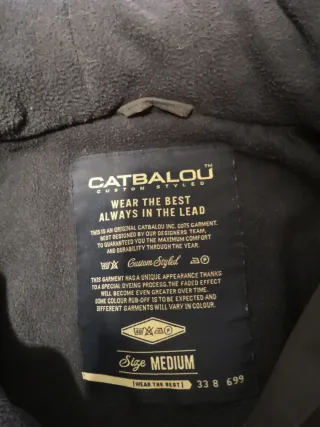 CATBALOU™
CUSTOM STYLED
WEAR THE BEST
ALWAYS IN THE LEAD
THIS IS AN ORIGINAL CATBALOU INC. GOTS GARMENT.
BEST DESIGNED BY OUR DESIGNERS TEAM,
TO GUARANTEES YOU THE MAXIMUM COMFORT
AND DURABILITY THROUGH THE YEAR.
Custom Styled
THIS GARMENT HAS A UNIQUE APPEARANCE THANKS
TO A SPECIAL DYEING PROCESS. THE FADED EFFECT
WILL BECOME EVEN GREATER OVER TIME.
SOME COLOUR RUN-OFF IS TO BE EXPECTED AND
DIFFERENT GARMENTS WILL VARY IN COLOUR.
Size MEDIUM
WEAR THE BEST 33 8 699